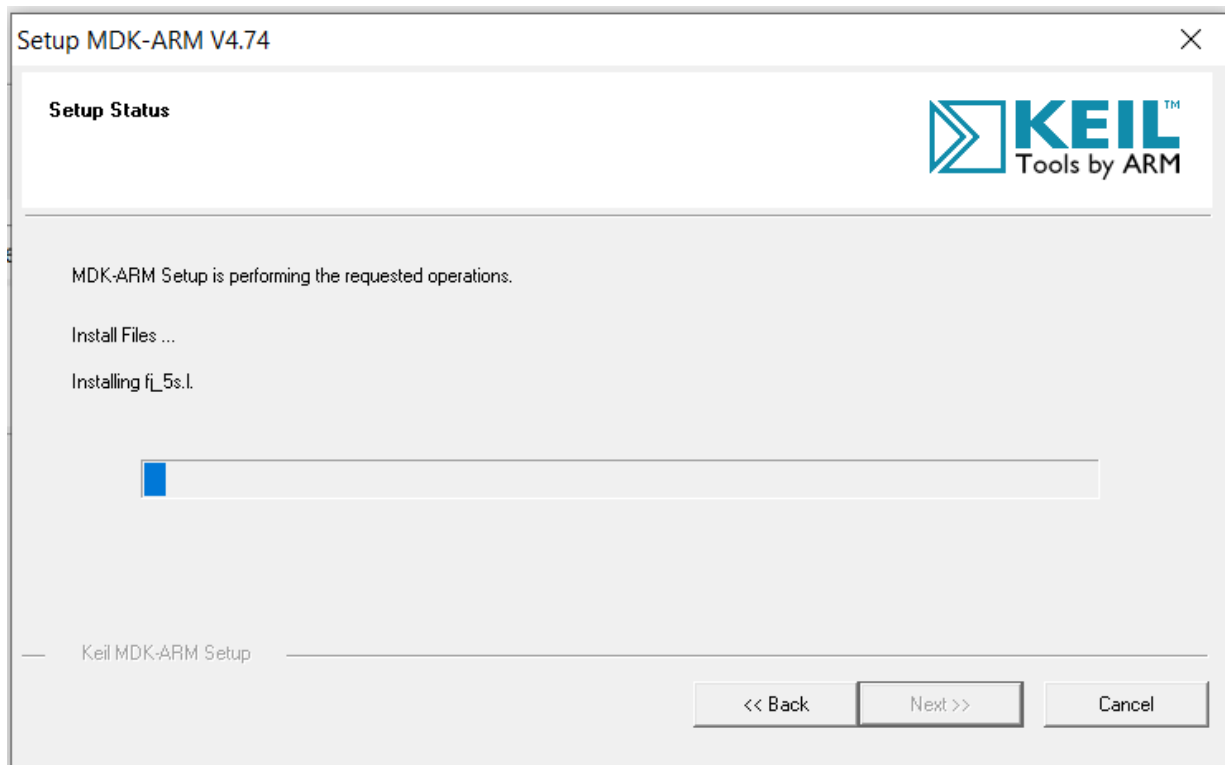 Setup MDK-ARM V4.74
Setup Status
KEIL™
Tools by ARM
MDK-ARM Setup is performing the requested operations.
Install Files ...
Installing fj_5s.l.
Keil MDK-ARM Setup
<< Back
Next >>
Cancel